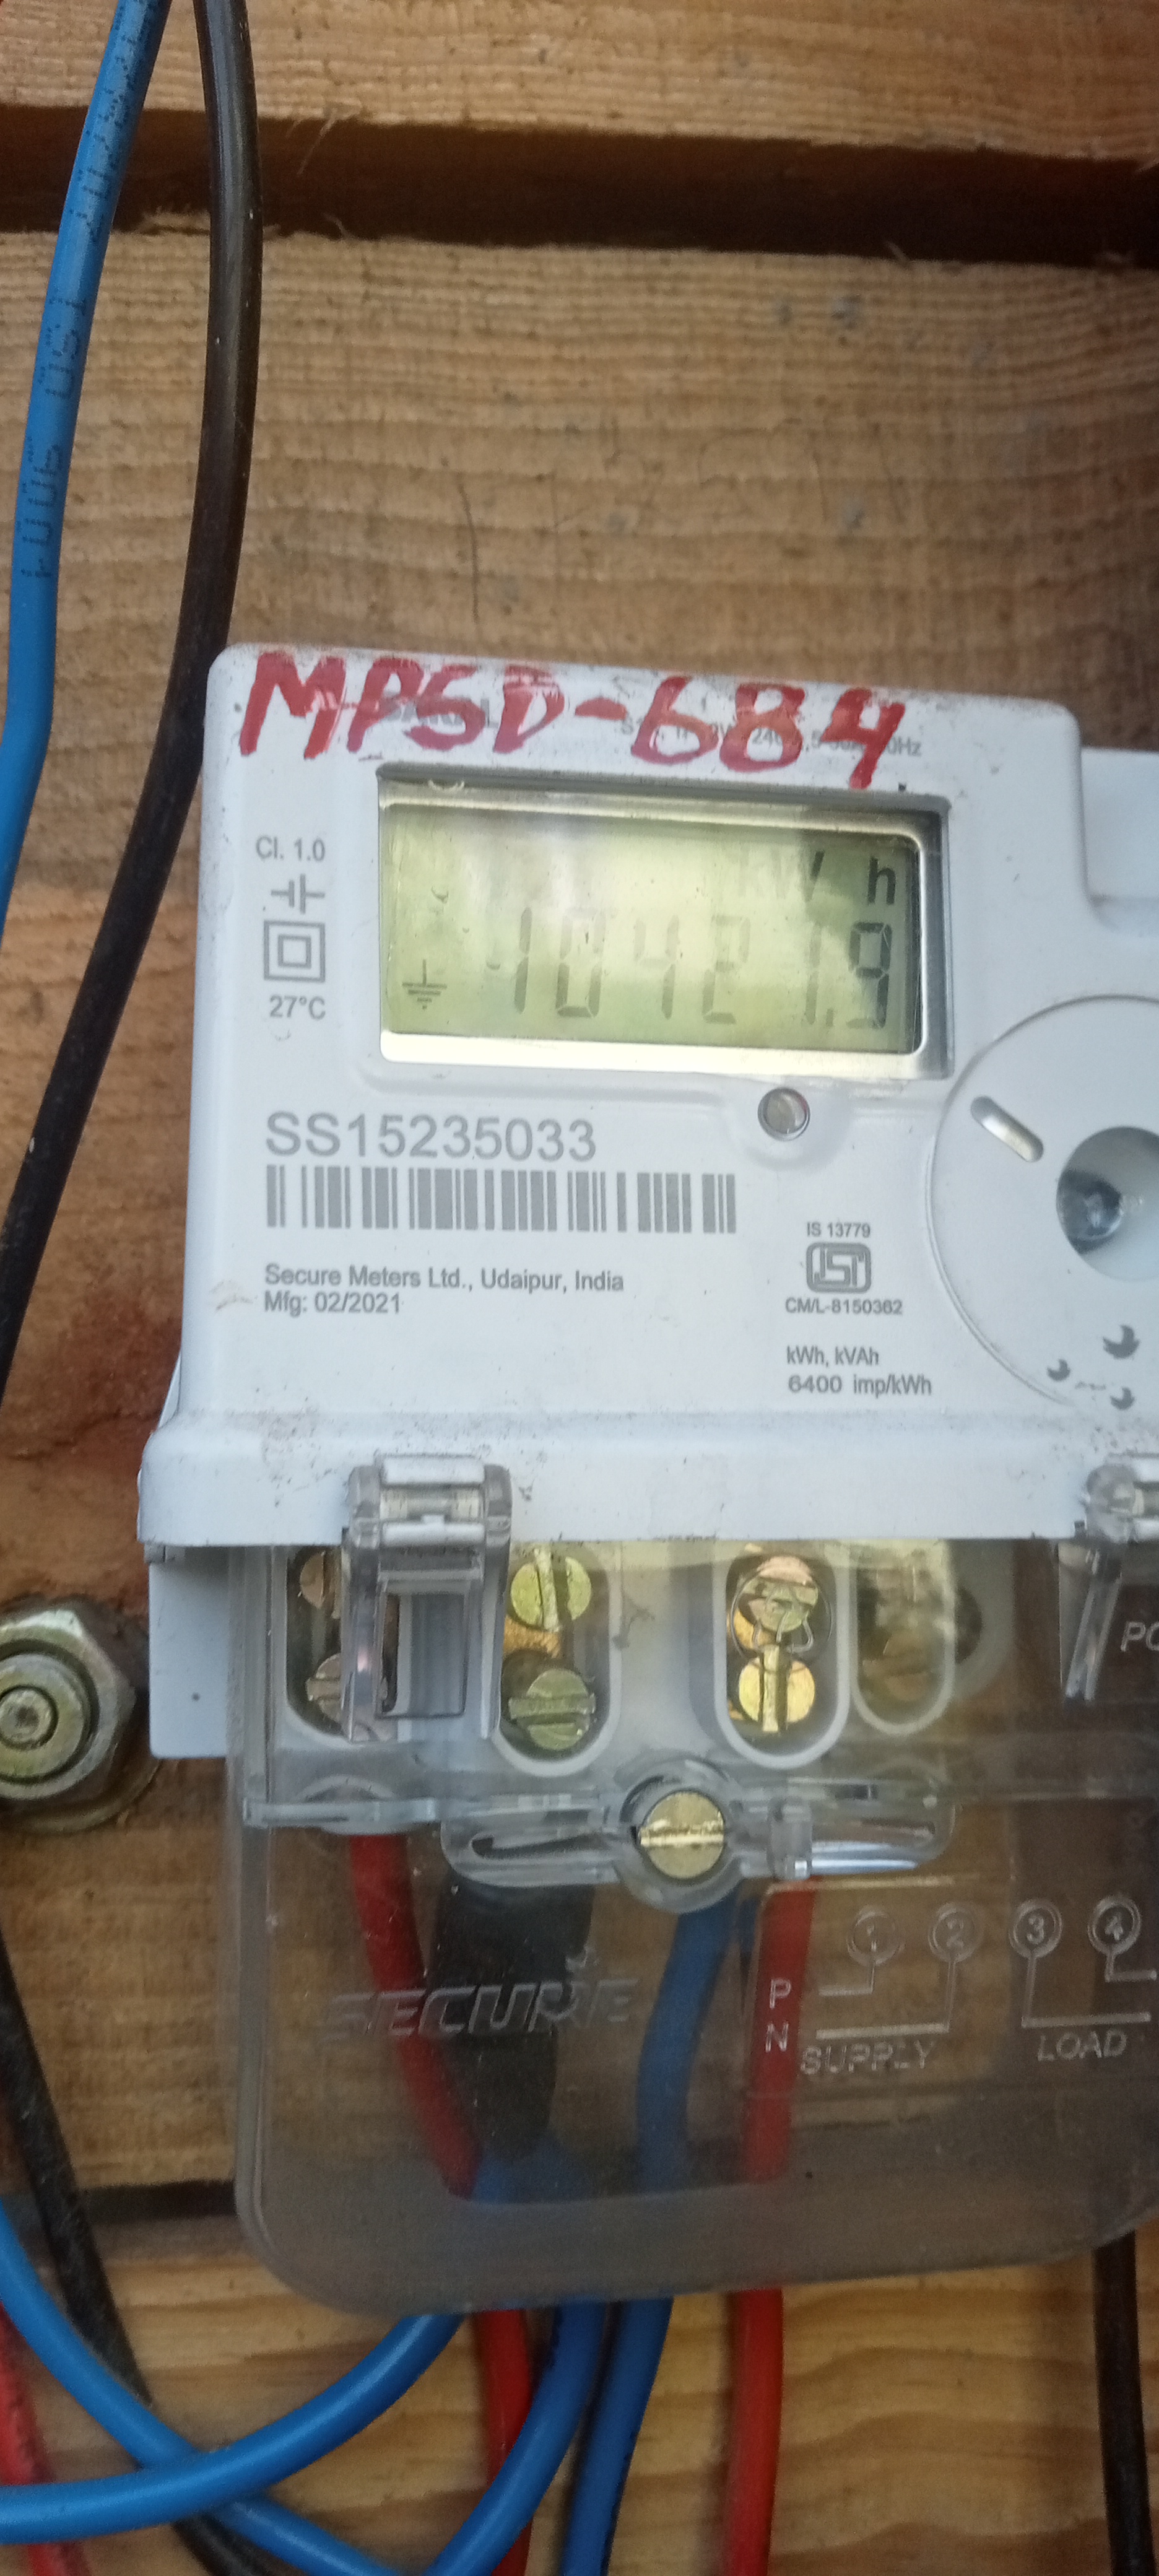 MPSD-684
Cl. 1.0
kWh
10421.9
27°C
SS15235033
IS 13779
ISI
CM/L-8150362
Secure Meters Ltd., Udaipur, India
Mfg: 02/2021
kWh, kVAh
6400 imp/kWh
1 2 3 4
P
N
SECURE
SUPPLY
LOAD